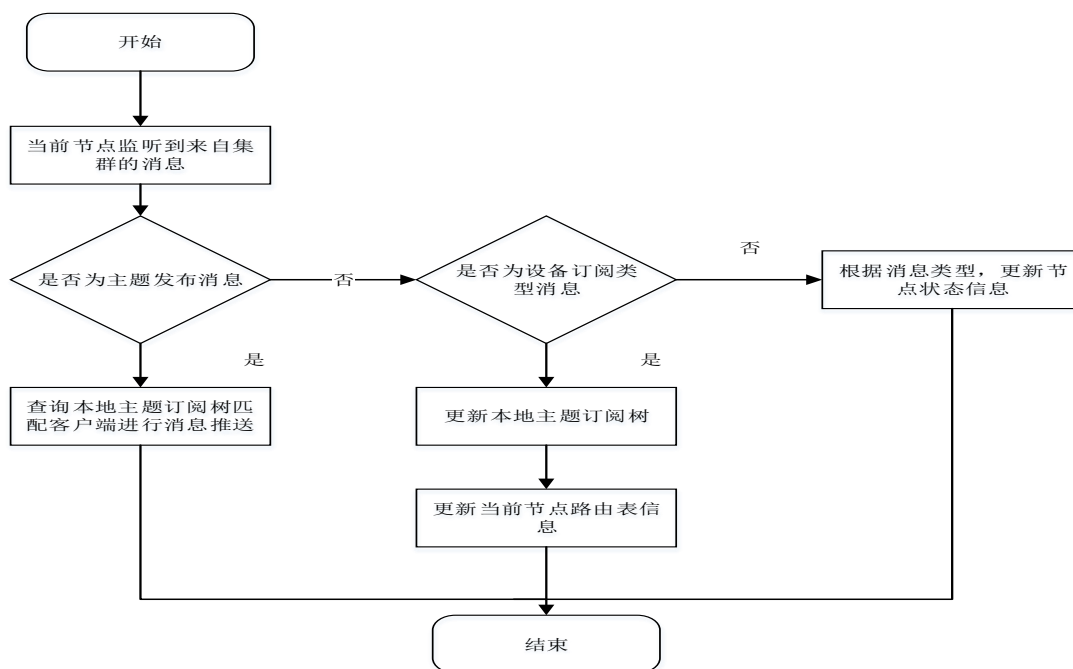 开始
当前节点监听到来自集
群的消息
是否为主题发布消息
否
是否为设备订阅类
型消息
否
根据消息类型，更新节
点状态信息
是
是
查询本地主题订阅树匹
配客户端进行消息推送
更新本地主题订阅树
更新当前节点路由表信
息
结束